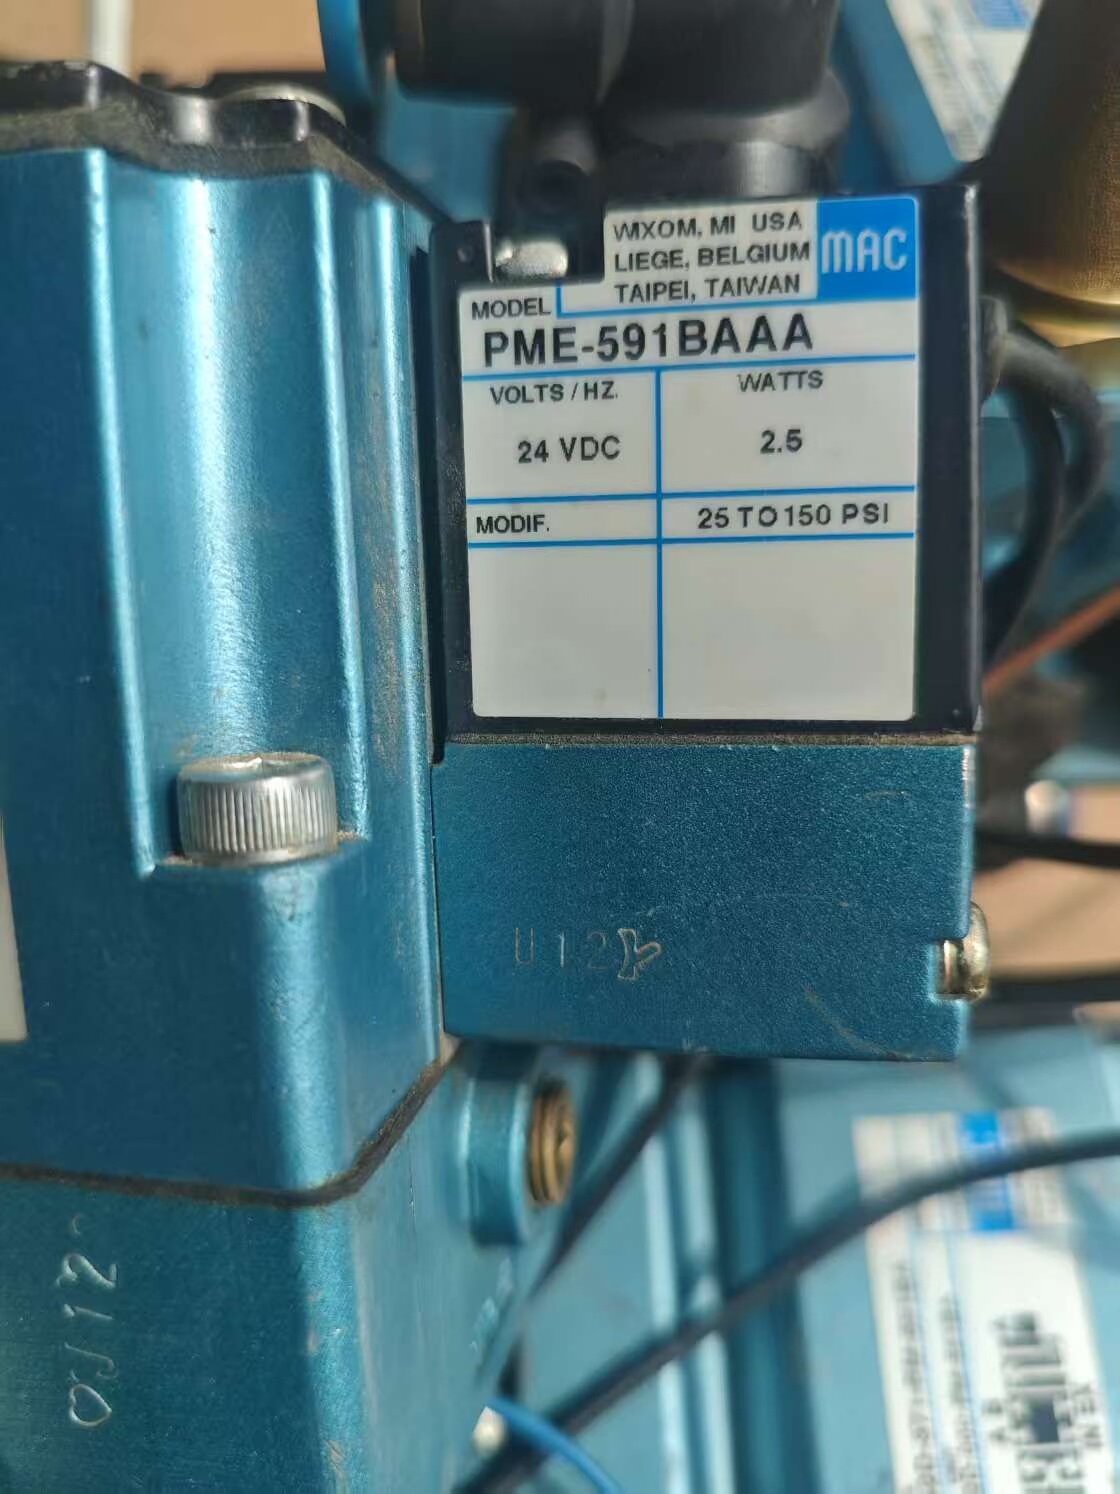 WIXOM, MI USA
LIEGE, BELGIUM
TAIPEI, TAIWAN
MAC
MODEL
PME-591BAAA
VOLTS / HZ.
WATTS
24 VDC
2.5
MODIF.
25 TO 150 PSI
U12